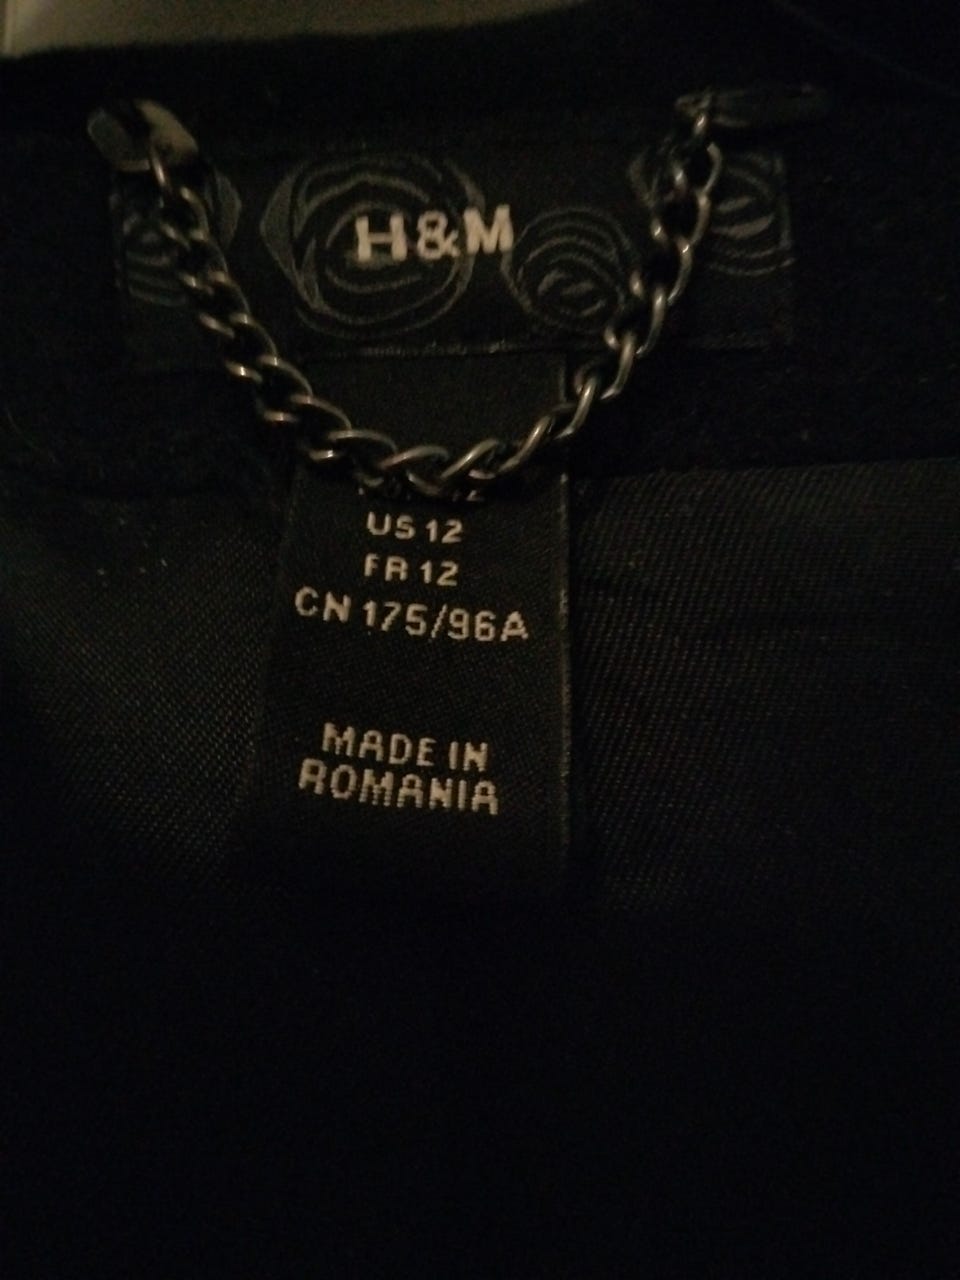 H&M
US 12
FR 12
CN 175/96A
MADE IN
ROMANIA